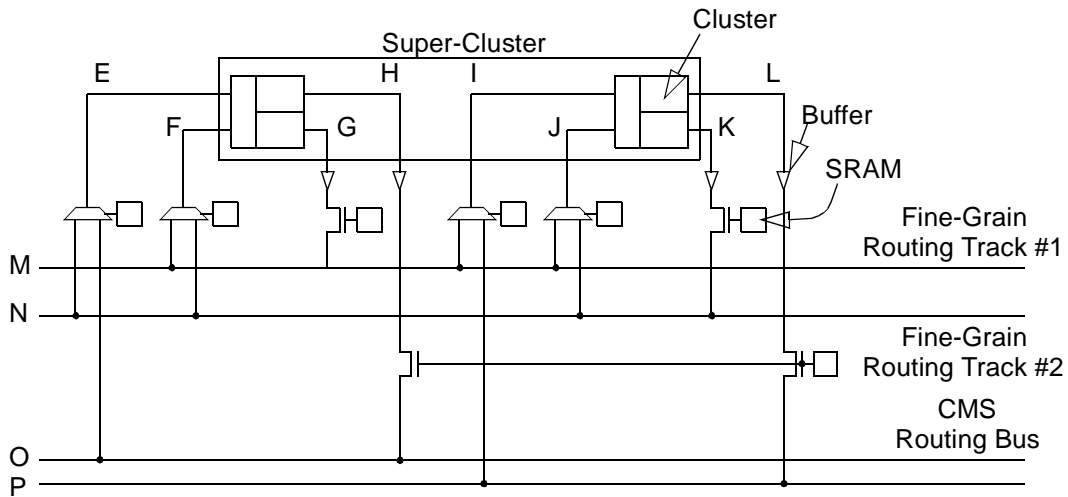 Cluster
Super-Cluster
E
H
I
L
F
G
J
K
Buffer
SRAM
Fine-Grain
Routing Track #1
M
N
Fine-Grain
Routing Track #2
CMS
Routing Bus
O
P